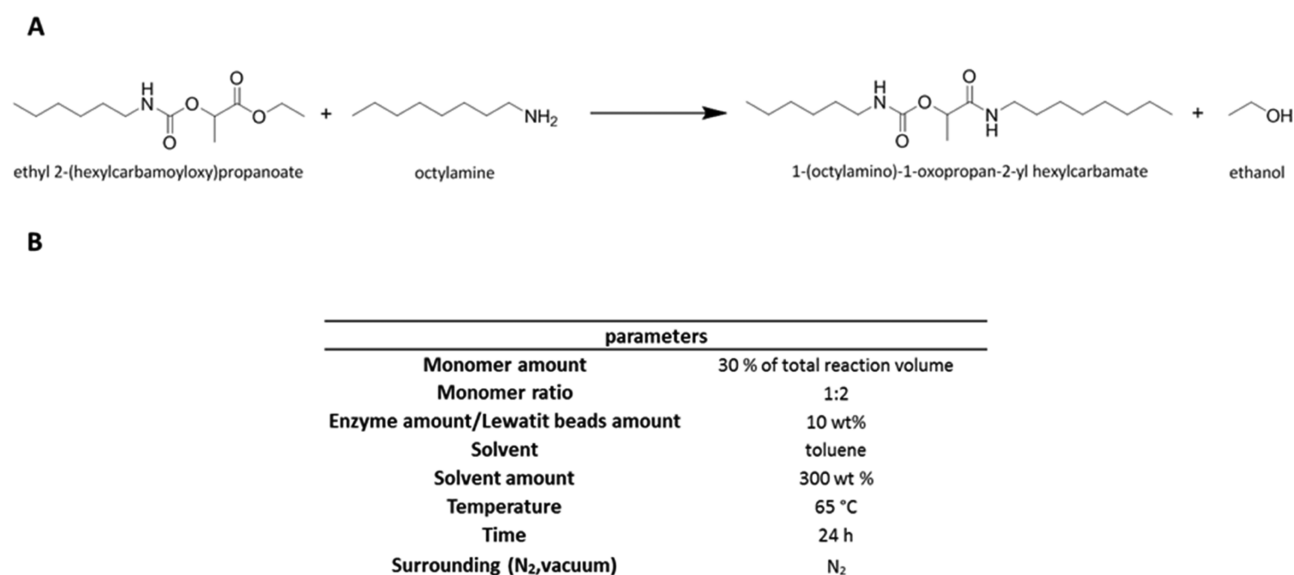 A
H
N
O
O
O
O
+
NH2
H
N
O
O
O
N
H
+
OH
ethyl 2-(hexylcarbamoyloxy)propanoate
octylamine
1-(octylamino)-1-oxopropan-2-yl hexylcarbamate
ethanol
B
parameters
Monomer amount 30 % of total reaction volume
Monomer ratio 1:2
Enzyme amount/Lewatit beads amount 10 wt%
Solvent toluene
Solvent amount 300 wt %
Temperature 65 °C
Time 24 h
Surrounding (N₂,vacuum) N₂